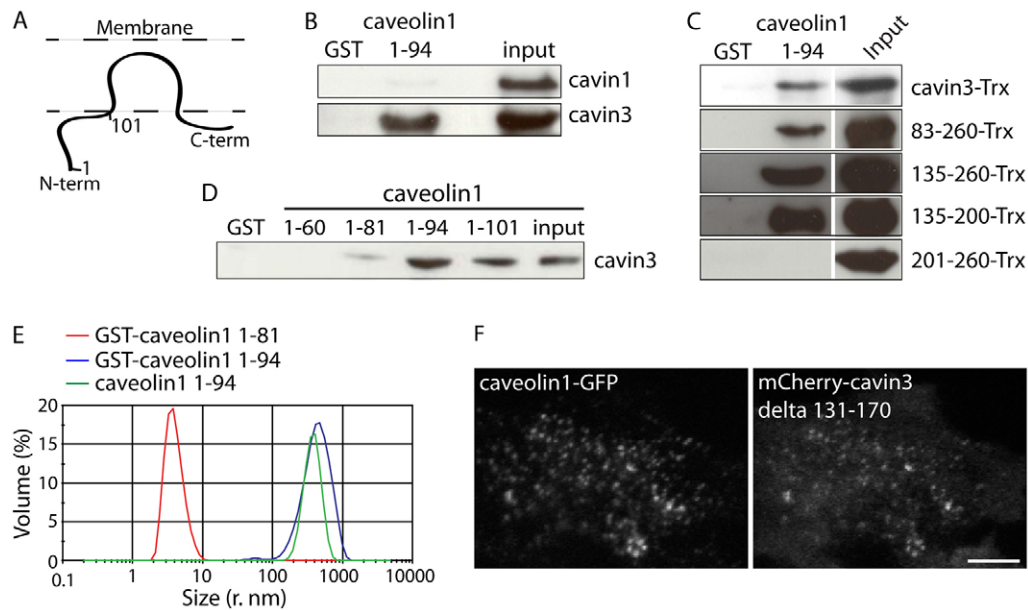 A
Membrane
101
1
N-term
C-term
B
caveolin1
GST 1-94 input
cavin1
cavin3
C
caveolin1
GST 1-94 Input
cavin3-Trx
83-260-Trx
135-260-Trx
135-200-Trx
201-260-Trx
D
caveolin1
GST 1-60 1-81 1-94 1-101 input
cavin3
E
GST-caveolin1 1-81
GST-caveolin1 1-94
caveolin1 1-94
Volume (%)
20
15
10
5
0
0.1 1 10 100 1000 10000
Size (r. nm)
F
caveolin1-GFP
mCherry-cavin3
delta 131-170